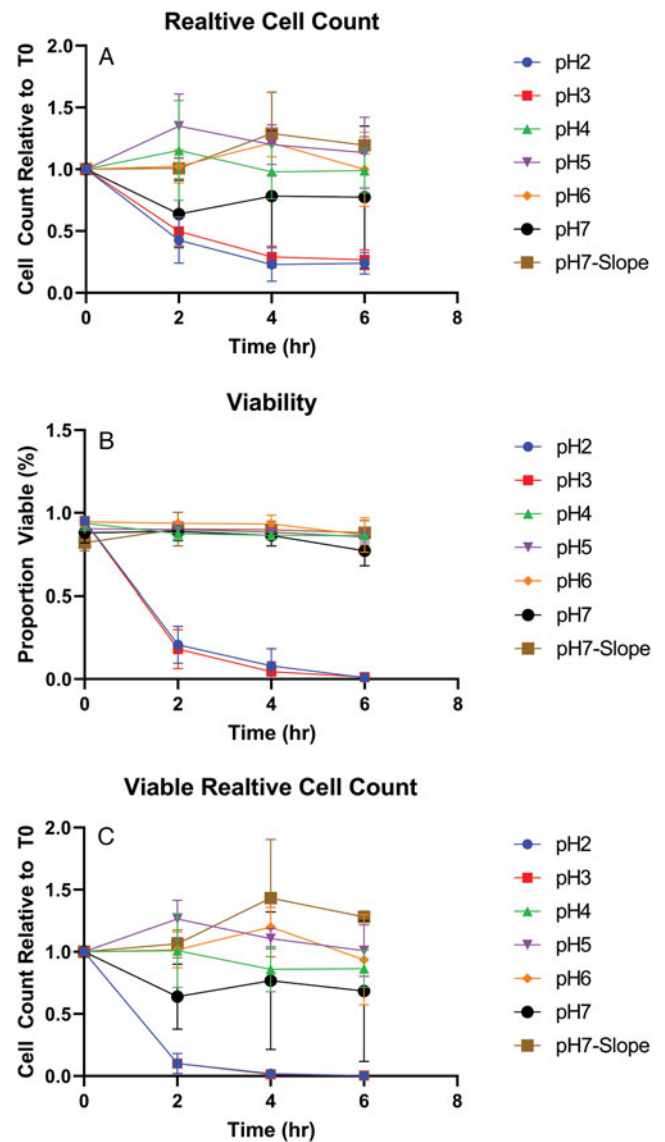 Realtive Cell Count
A
Cell Count Relative to T0
2.0
1.5
1.0
0.5
0.0
0 2 4 6 8
Time (hr)
pH2
pH3
pH4
pH5
pH6
pH7
pH7-Slope
Viability
B
Proportion Viable (%)
1.5
1.0
0.5
0.0
0 2 4 6 8
Time (hr)
pH2
pH3
pH4
pH5
pH6
pH7
pH7-Slope
Viable Realtive Cell Count
C
Cell Count Relative to T0
2.0
1.5
1.0
0.5
0.0
0 2 4 6 8
Time (hr)
pH2
pH3
pH4
pH5
pH6
pH7
pH7-Slope